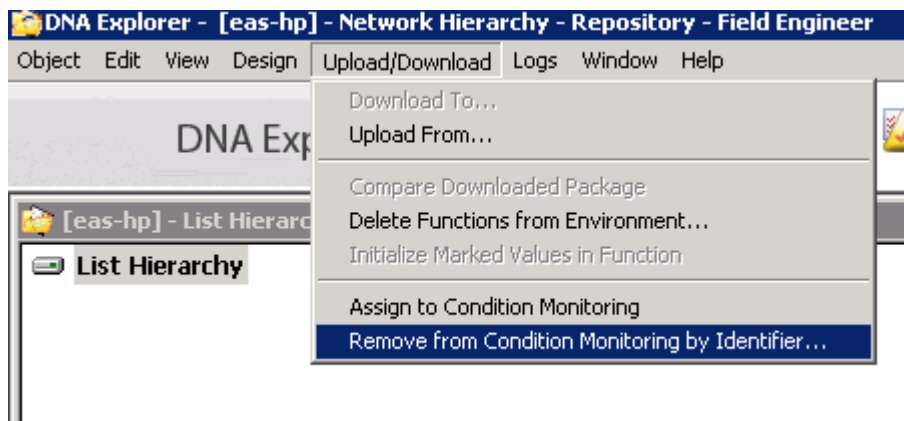 DNA Explorer - [eas-hp] - Network Hierarchy - Repository - Field Engineer
Object Edit View Design Upload/Download Logs Window Help
DNA Exp
Download To...
Upload From...
Compare Downloaded Package
Delete Functions from Environment...
Initialize Marked Values in Function
Assign to Condition Monitoring
Remove from Condition Monitoring by Identifier...
[eas-hp] - List Hierarc
List Hierarchy